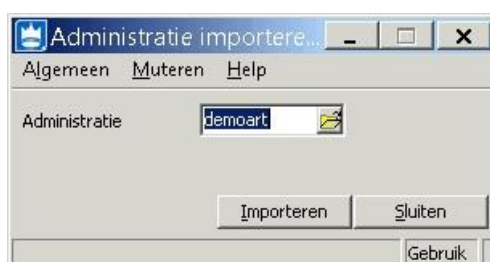 Administratie importere...
Algemeen Muteren Help
Administratie demoart
Importeren Sluiten
Gebruik